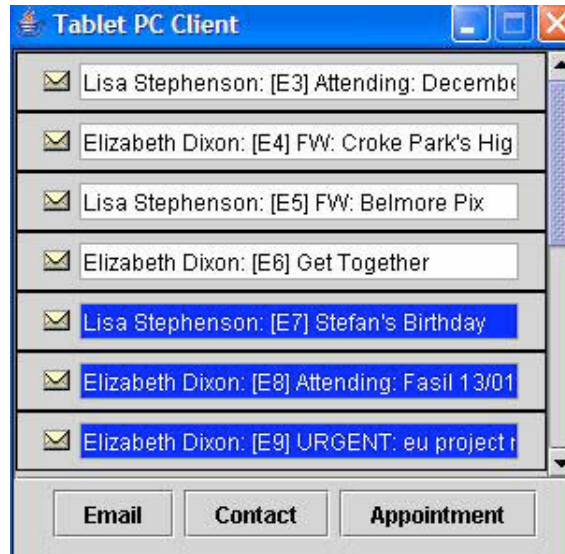 Tablet PC Client
Lisa Stephenson: [E3] Attending: Decembe
Elizabeth Dixon: [E4] FW: Croke Park's Hig
Lisa Stephenson: [E5] FW: Belmore Pix
Elizabeth Dixon: [E6] Get Together
Lisa Stephenson: [E7] Stefan's Birthday
Elizabeth Dixon: [E8] Attending: Fasil 13/01
Elizabeth Dixon: [E9] URGENT: eu project r
Email Contact Appointment